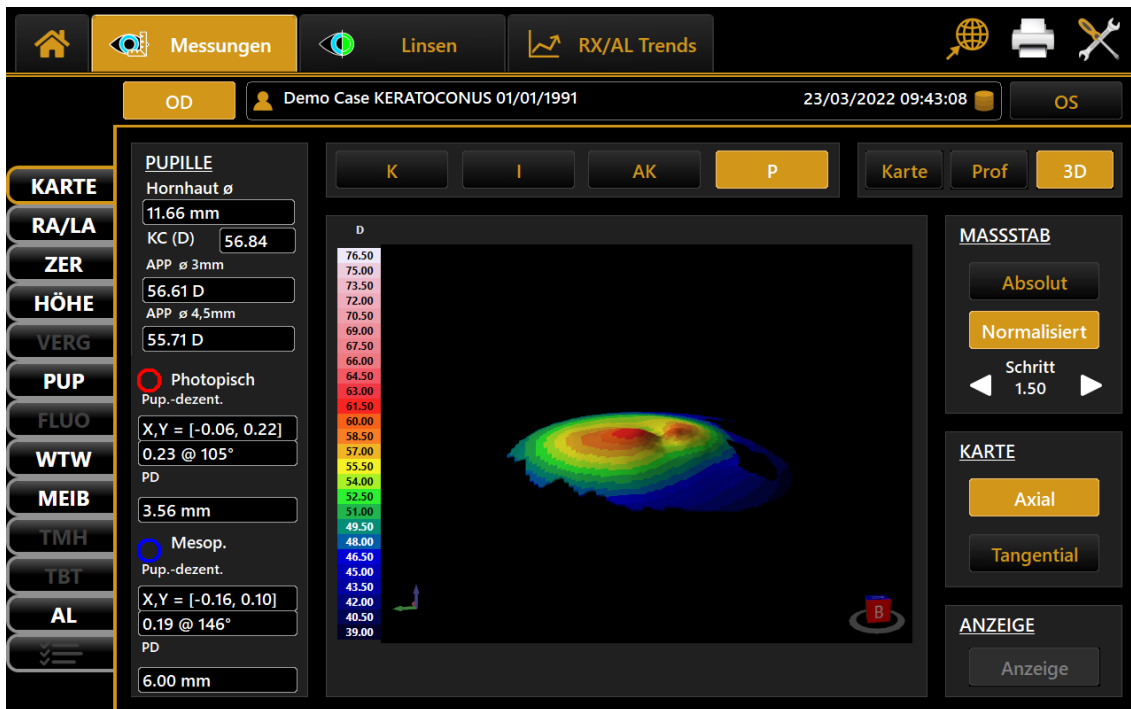 Messungen
Linsen
RX/AL Trends
OD
Demo Case KERATOCONUS 01/01/1991
23/03/2022 09:43:08
OS
KARTE
RA/LA
ZER
HÖHE
VERG
PUP
FLUO
WTW
MEIB
TMH
TBT
AL
PUPILLE
Hornhaut ø
11.66 mm
KC (D)
56.84
APP ø 3mm
56.61 D
APP ø 4,5mm
55.71 D
Photopisch
Pup.-dezent.
X,Y = [-0.06, 0.22]
0.23 @ 105°
PD
3.56 mm
Mesop.
Pup.-dezent.
X,Y = [-0.16, 0.10]
0.19 @ 146°
PD
6.00 mm
K
I
AK
P
Karte
Prof
3D
D
76.50
75.00
73.50
72.00
70.50
69.00
67.50
66.00
64.50
63.00
61.50
60.00
58.50
57.00
55.50
54.00
52.50
51.00
49.50
48.00
46.50
45.00
43.50
42.00
40.50
39.00
B
MASSSTAB
Absolut
Normalisiert
Schritt
1.50
KARTE
Axial
Tangential
ANZEIGE
Anzeige